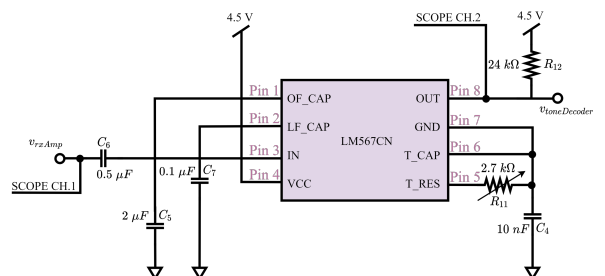 SCOPE CH.2
4.5 V
4.5 V
24 kΩ
R12
Pin 1
OF_CAP
OUT
Pin 8
vtoneDecoder
Pin 2
LF_CAP
GND
Pin 7
LM567CN
vrxAmp
C6
0.5 μF
0.1 μF
C7
Pin 3
IN
T_CAP
Pin 6
2.7 kΩ
SCOPE CH.1
Pin 4
VCC
T_RES
Pin 5
R11
2 μF
C5
10 nF
C4